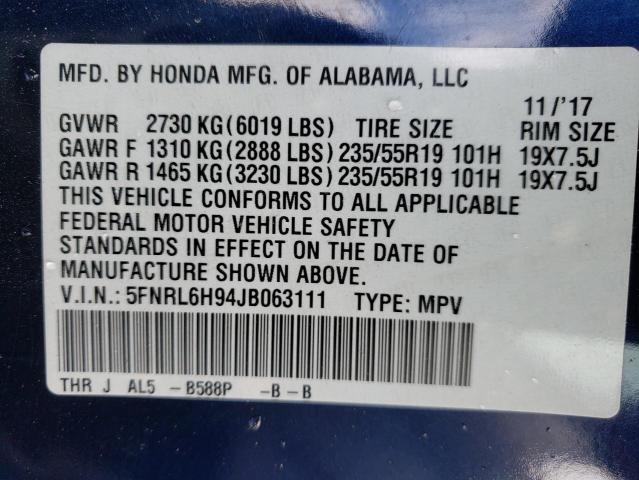 MFD. BY HONDA MFG. OF ALABAMA, LLC
11/'17
GVWR 2730 KG(6019 LBS) TIRE SIZE RIM SIZE
GAWR F 1310 KG(2888 LBS) 235/55R19 101H 19X7.5J
GAWR R 1465 KG(3230 LBS) 235/55R19 101H 19X7.5J
THIS VEHICLE CONFORMS TO ALL APPLICABLE
FEDERAL MOTOR VEHICLE SAFETY
STANDARDS IN EFFECT ON THE DATE OF
MANUFACTURE SHOWN ABOVE.
V.I.N.: 5FNRL6H94JB063111 TYPE: MPV
THR J AL5 -B588P -B-B